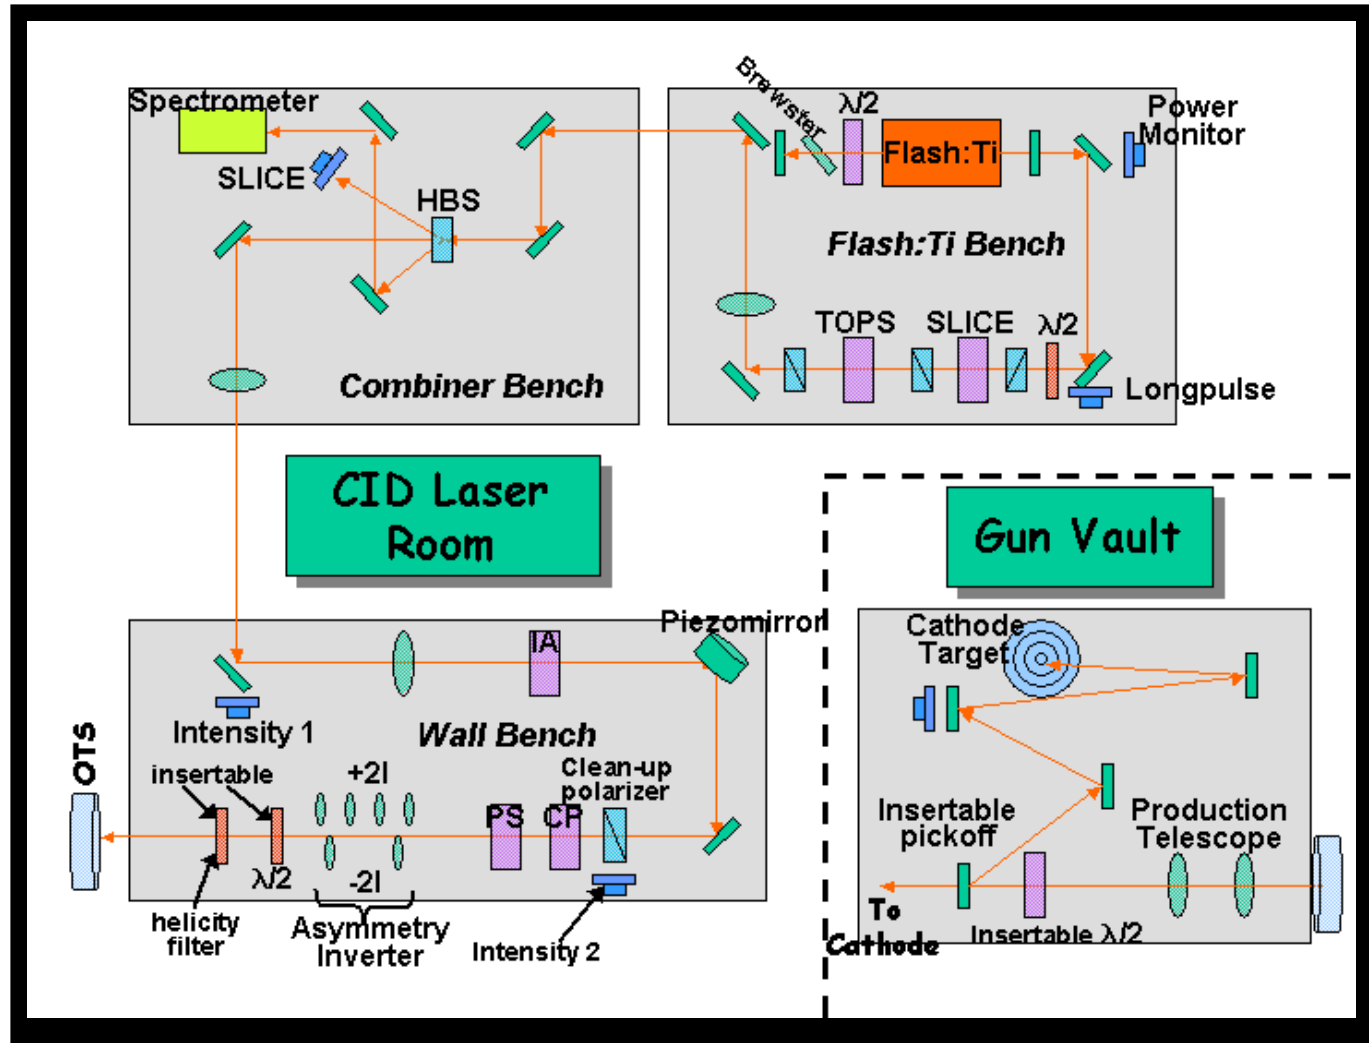 Spectrometer
SLICE
HBS
Combiner Bench
Brewster
λ/2
Flash:Ti
Power
Monitor
Flash:Ti Bench
TOPS
SLICE
λ/2
Longpulse
CID Laser
Room
Gun Vault
Piezomirror
IA
Intensity 1
Wall Bench
OTS
insertable
+2I
Clean-up
polarizer
PS
CP
λ/2
-2I
helicity
filter
Asymmetry
Inverter
Intensity 2
Cathode
Target
Insertable
pickoff
Production
Telescope
To
Cathode
Insertable λ/2